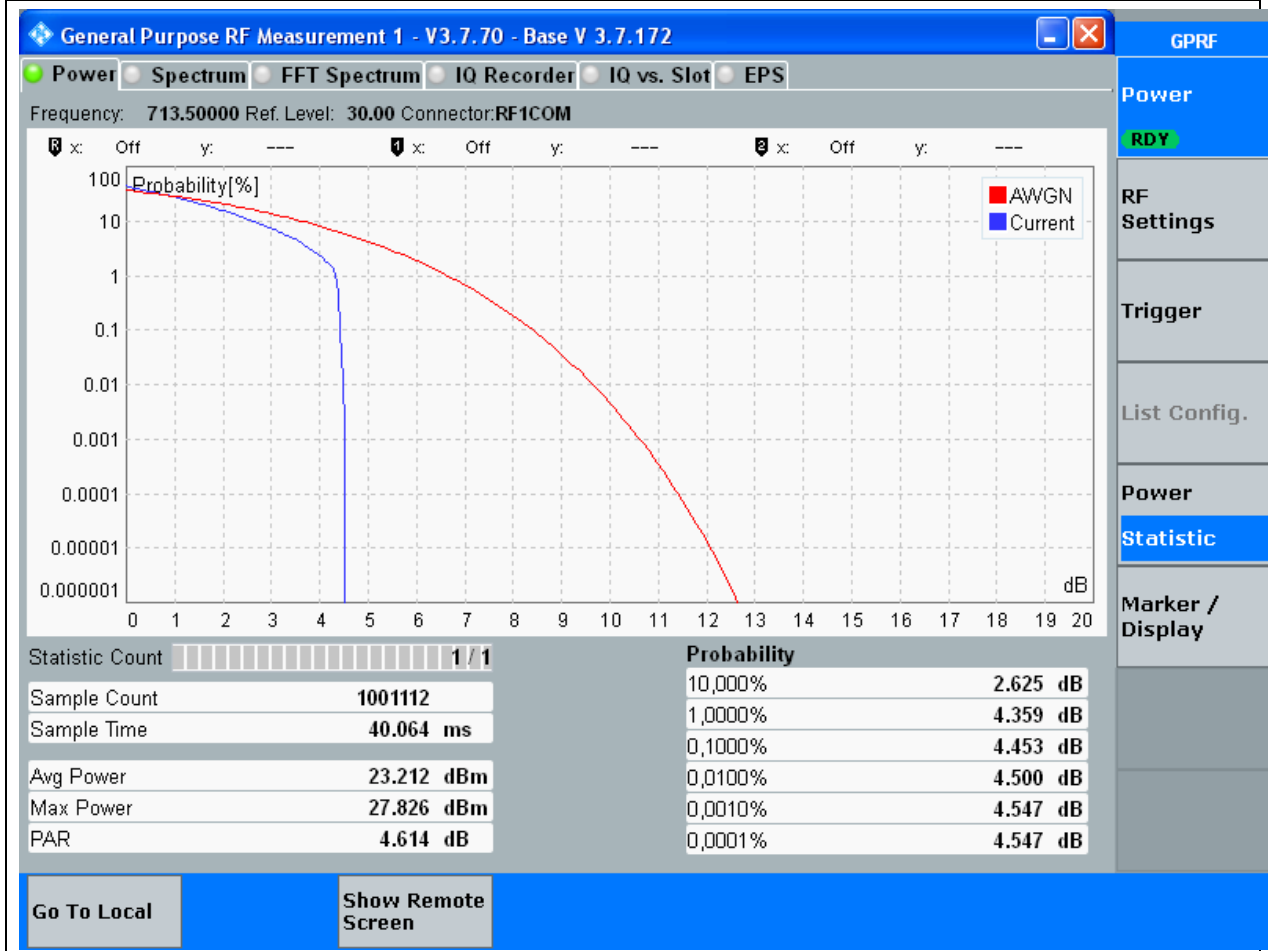 General Purpose RF Measurement 1 - V3.7.70 - Base V 3.7.172
Power Spectrum FFT Spectrum IQ Recorder IQ vs. Slot EPS
Frequency: 713.50000 Ref. Level: 30.00 Connector:RF1COM
R x: Off y: --- 1 x: Off y: --- 2 x: Off y: ---
Probability[%]
AWGN
Current
100
10
1
0.1
0.01
0.001
0.0001
0.00001
0.000001
dB
0 1 2 3 4 5 6 7 8 9 10 11 12 13 14 15 16 17 18 19 20
Statistic Count 1 / 1
Sample Count 1001112
Sample Time 40.064 ms
Avg Power 23.212 dBm
Max Power 27.826 dBm
PAR 4.614 dB
Probability
10,000% 2.625 dB
1,0000% 4.359 dB
0,1000% 4.453 dB
0,0100% 4.500 dB
0,0010% 4.547 dB
0,0001% 4.547 dB
GPRF
Power
RDY
RF
Settings
Trigger
List Config.
Power
Statistic
Marker /
Display
Go To Local
Show Remote
Screen